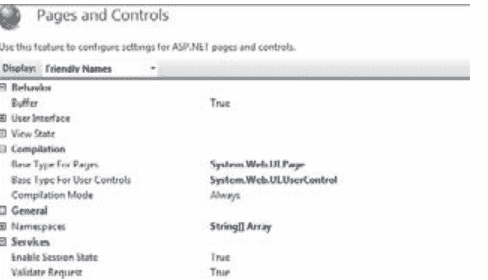 Pages and Controls
Use this feature to configure settings for ASP.NET pages and controls.
Display: Friendly Names
Behavior
Buffer True
User Interface
View State
Compilation
Base Type For Pages System.Web.UI.Page
Base Type For User Controls System.Web.UI.UserControl
Compilation Mode Always
General
Namespaces String[] Array
Services
Enable Session State True
Validate Request True